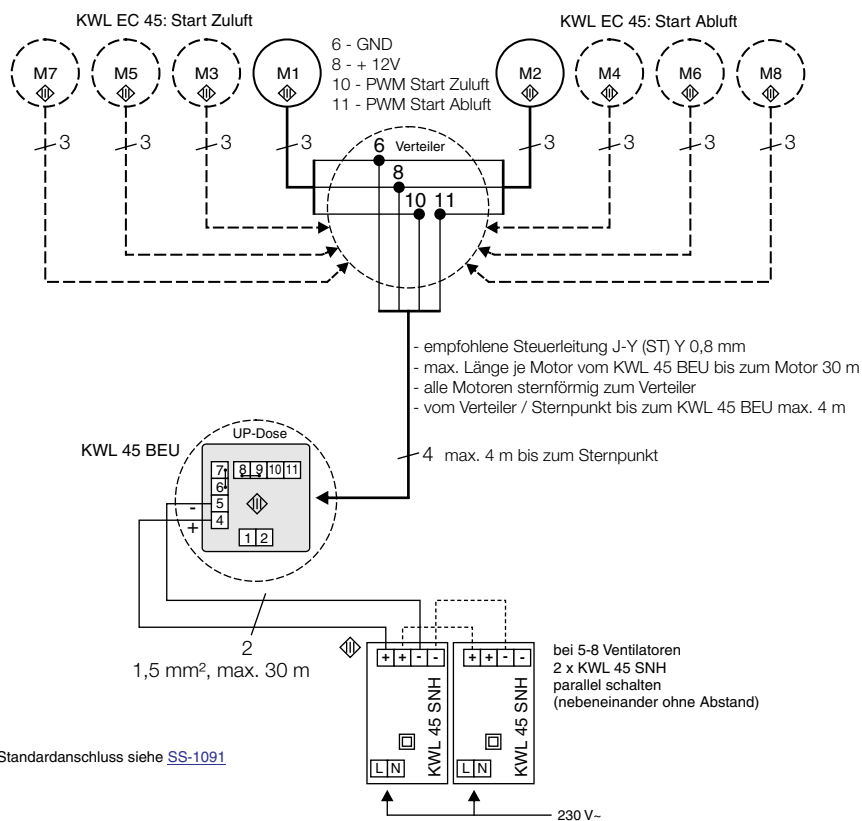 KWL EC 45: Start Zuluft
KWL EC 45: Start Abluft
M7
M5
M3
M1
6 - GND
8 - + 12V
10 - PWM Start Zuluft
11 - PWM Start Abluft
M2
M4
M6
M8
3
3
3
3
3
3
3
3
6
Verteiler
8
10
11
- empfohlene Steuerleitung J-Y (ST) Y 0,8 mm
- max. Länge je Motor vom KWL 45 BEU bis zum Motor 30 m
- alle Motoren sternförmig zum Verteiler
- vom Verteiler / Sternpunkt bis zum KWL 45 BEU max. 4 m
4 max. 4 m bis zum Sternpunkt
KWL 45 BEU
UP-Dose
7
8 9 10 11
6
- 5
+ 4
1 2
2
1,5 mm², max. 30 m
+ + - -
+ + - -
KWL 45 SNH
KWL 45 SNH
L N
L N
bei 5-8 Ventilatoren
2 x KWL 45 SNH
parallel schalten
(nebeneinander ohne Abstand)
Standardanschluss siehe SS-1091
230 V~